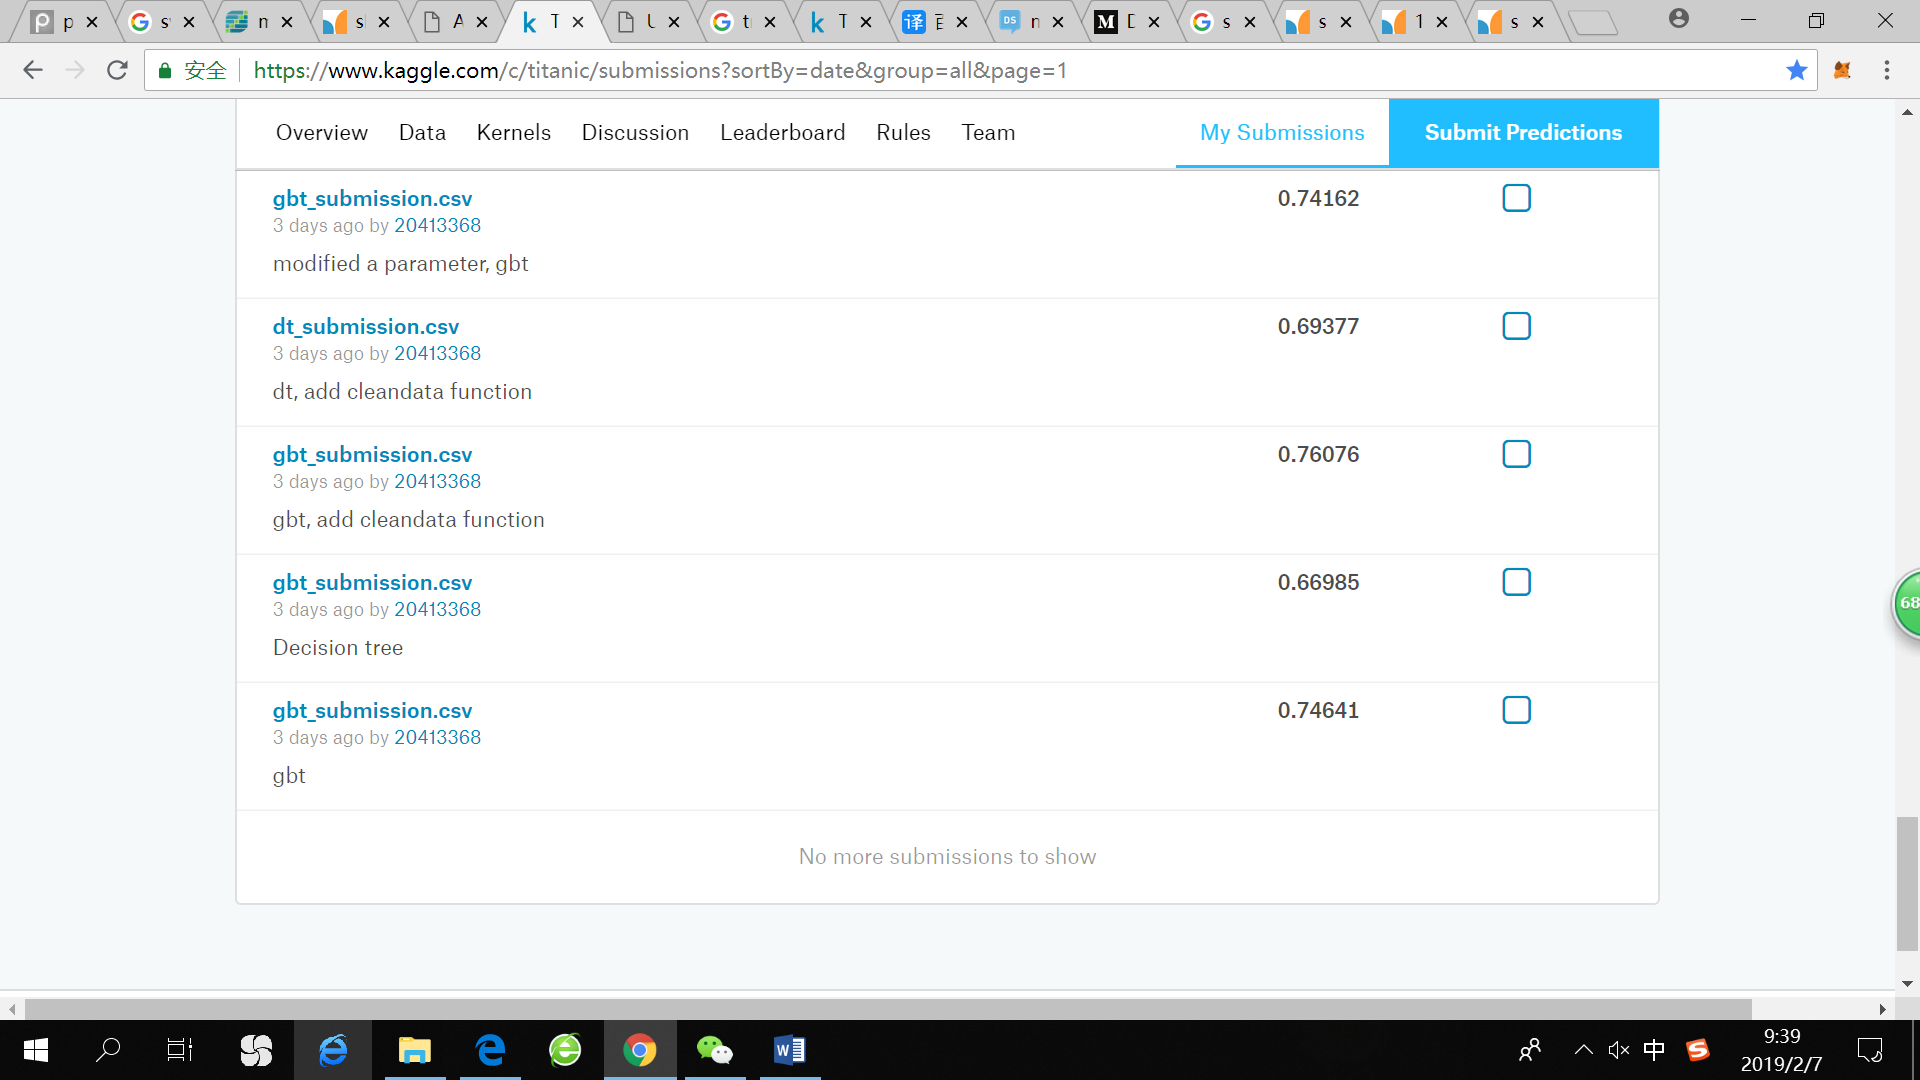 p
s
n
sl
A
T
U
t
T
译
DS
n
M
s
s
1
s
安全
https://www.kaggle.com/c/titanic/submissions?sortBy=date&group=all&page=1
Overview Data Kernels Discussion Leaderboard Rules Team My Submissions Submit Predictions
gbt_submission.csv 0.74162
3 days ago by 20413368
modified a parameter, gbt
dt_submission.csv 0.69377
3 days ago by 20413368
dt, add cleandata function
gbt_submission.csv 0.76076
3 days ago by 20413368
gbt, add cleandata function
gbt_submission.csv 0.66985
3 days ago by 20413368
Decision tree
gbt_submission.csv 0.74641
3 days ago by 20413368
gbt
No more submissions to show
68
中
9:39
2019/2/7